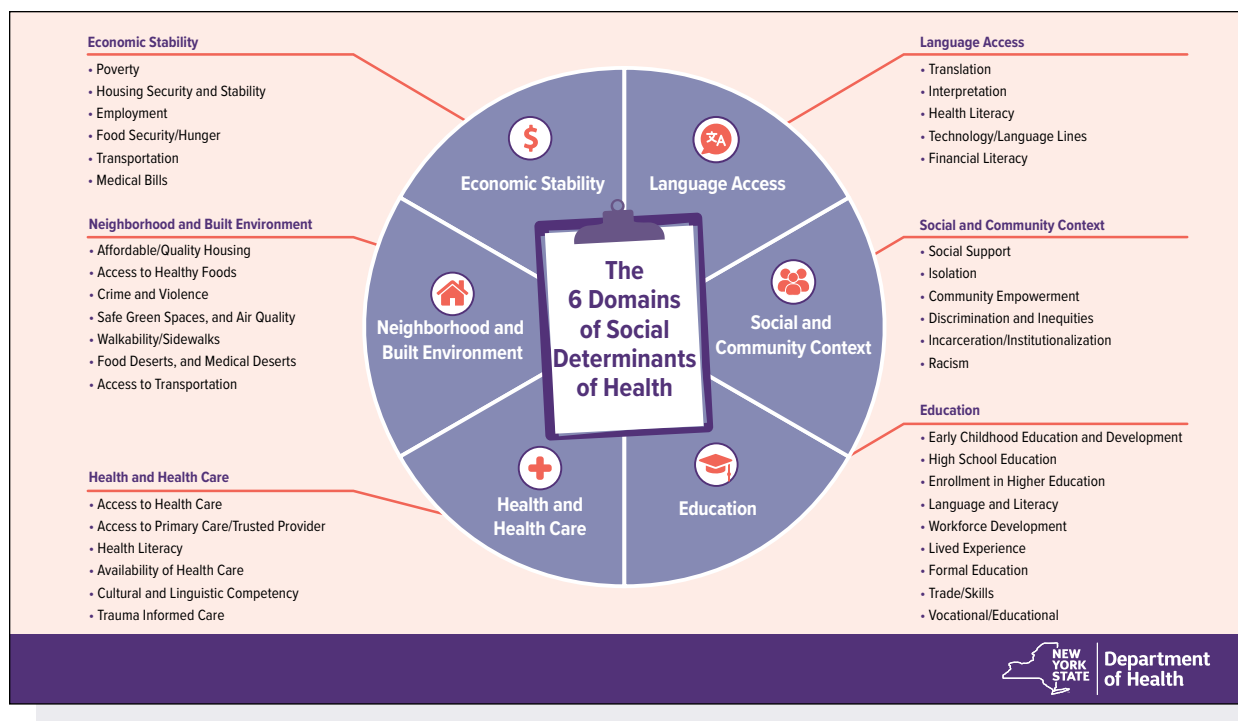 Economic Stability
• Poverty
• Housing Security and Stability
• Employment
• Food Security/Hunger
• Transportation
• Medical Bills
Neighborhood and Built Environment
• Affordable/Quality Housing
• Access to Healthy Foods
• Crime and Violence
• Safe Green Spaces, and Air Quality
• Walkability/Sidewalks
• Food Deserts, and Medical Deserts
• Access to Transportation
Health and Health Care
• Access to Health Care
• Access to Primary Care/Trusted Provider
• Health Literacy
• Availability of Health Care
• Cultural and Linguistic Competency
• Trauma Informed Care
$
Economic Stability
文A
Language Access
Neighborhood and
Built Environment
The
6 Domains
of Social
Determinants
of Health
Social and
Community Context
Health and
Health Care
Education
Language Access
• Translation
• Interpretation
• Health Literacy
• Technology/Language Lines
• Financial Literacy
Social and Community Context
• Social Support
• Isolation
• Community Empowerment
• Discrimination and Inequities
• Incarceration/Institutionalization
• Racism
Education
• Early Childhood Education and Development
• High School Education
• Enrollment in Higher Education
• Language and Literacy
• Workforce Development
• Lived Experience
• Formal Education
• Trade/Skills
• Vocational/Educational
NEW
YORK
STATE
Department
of Health